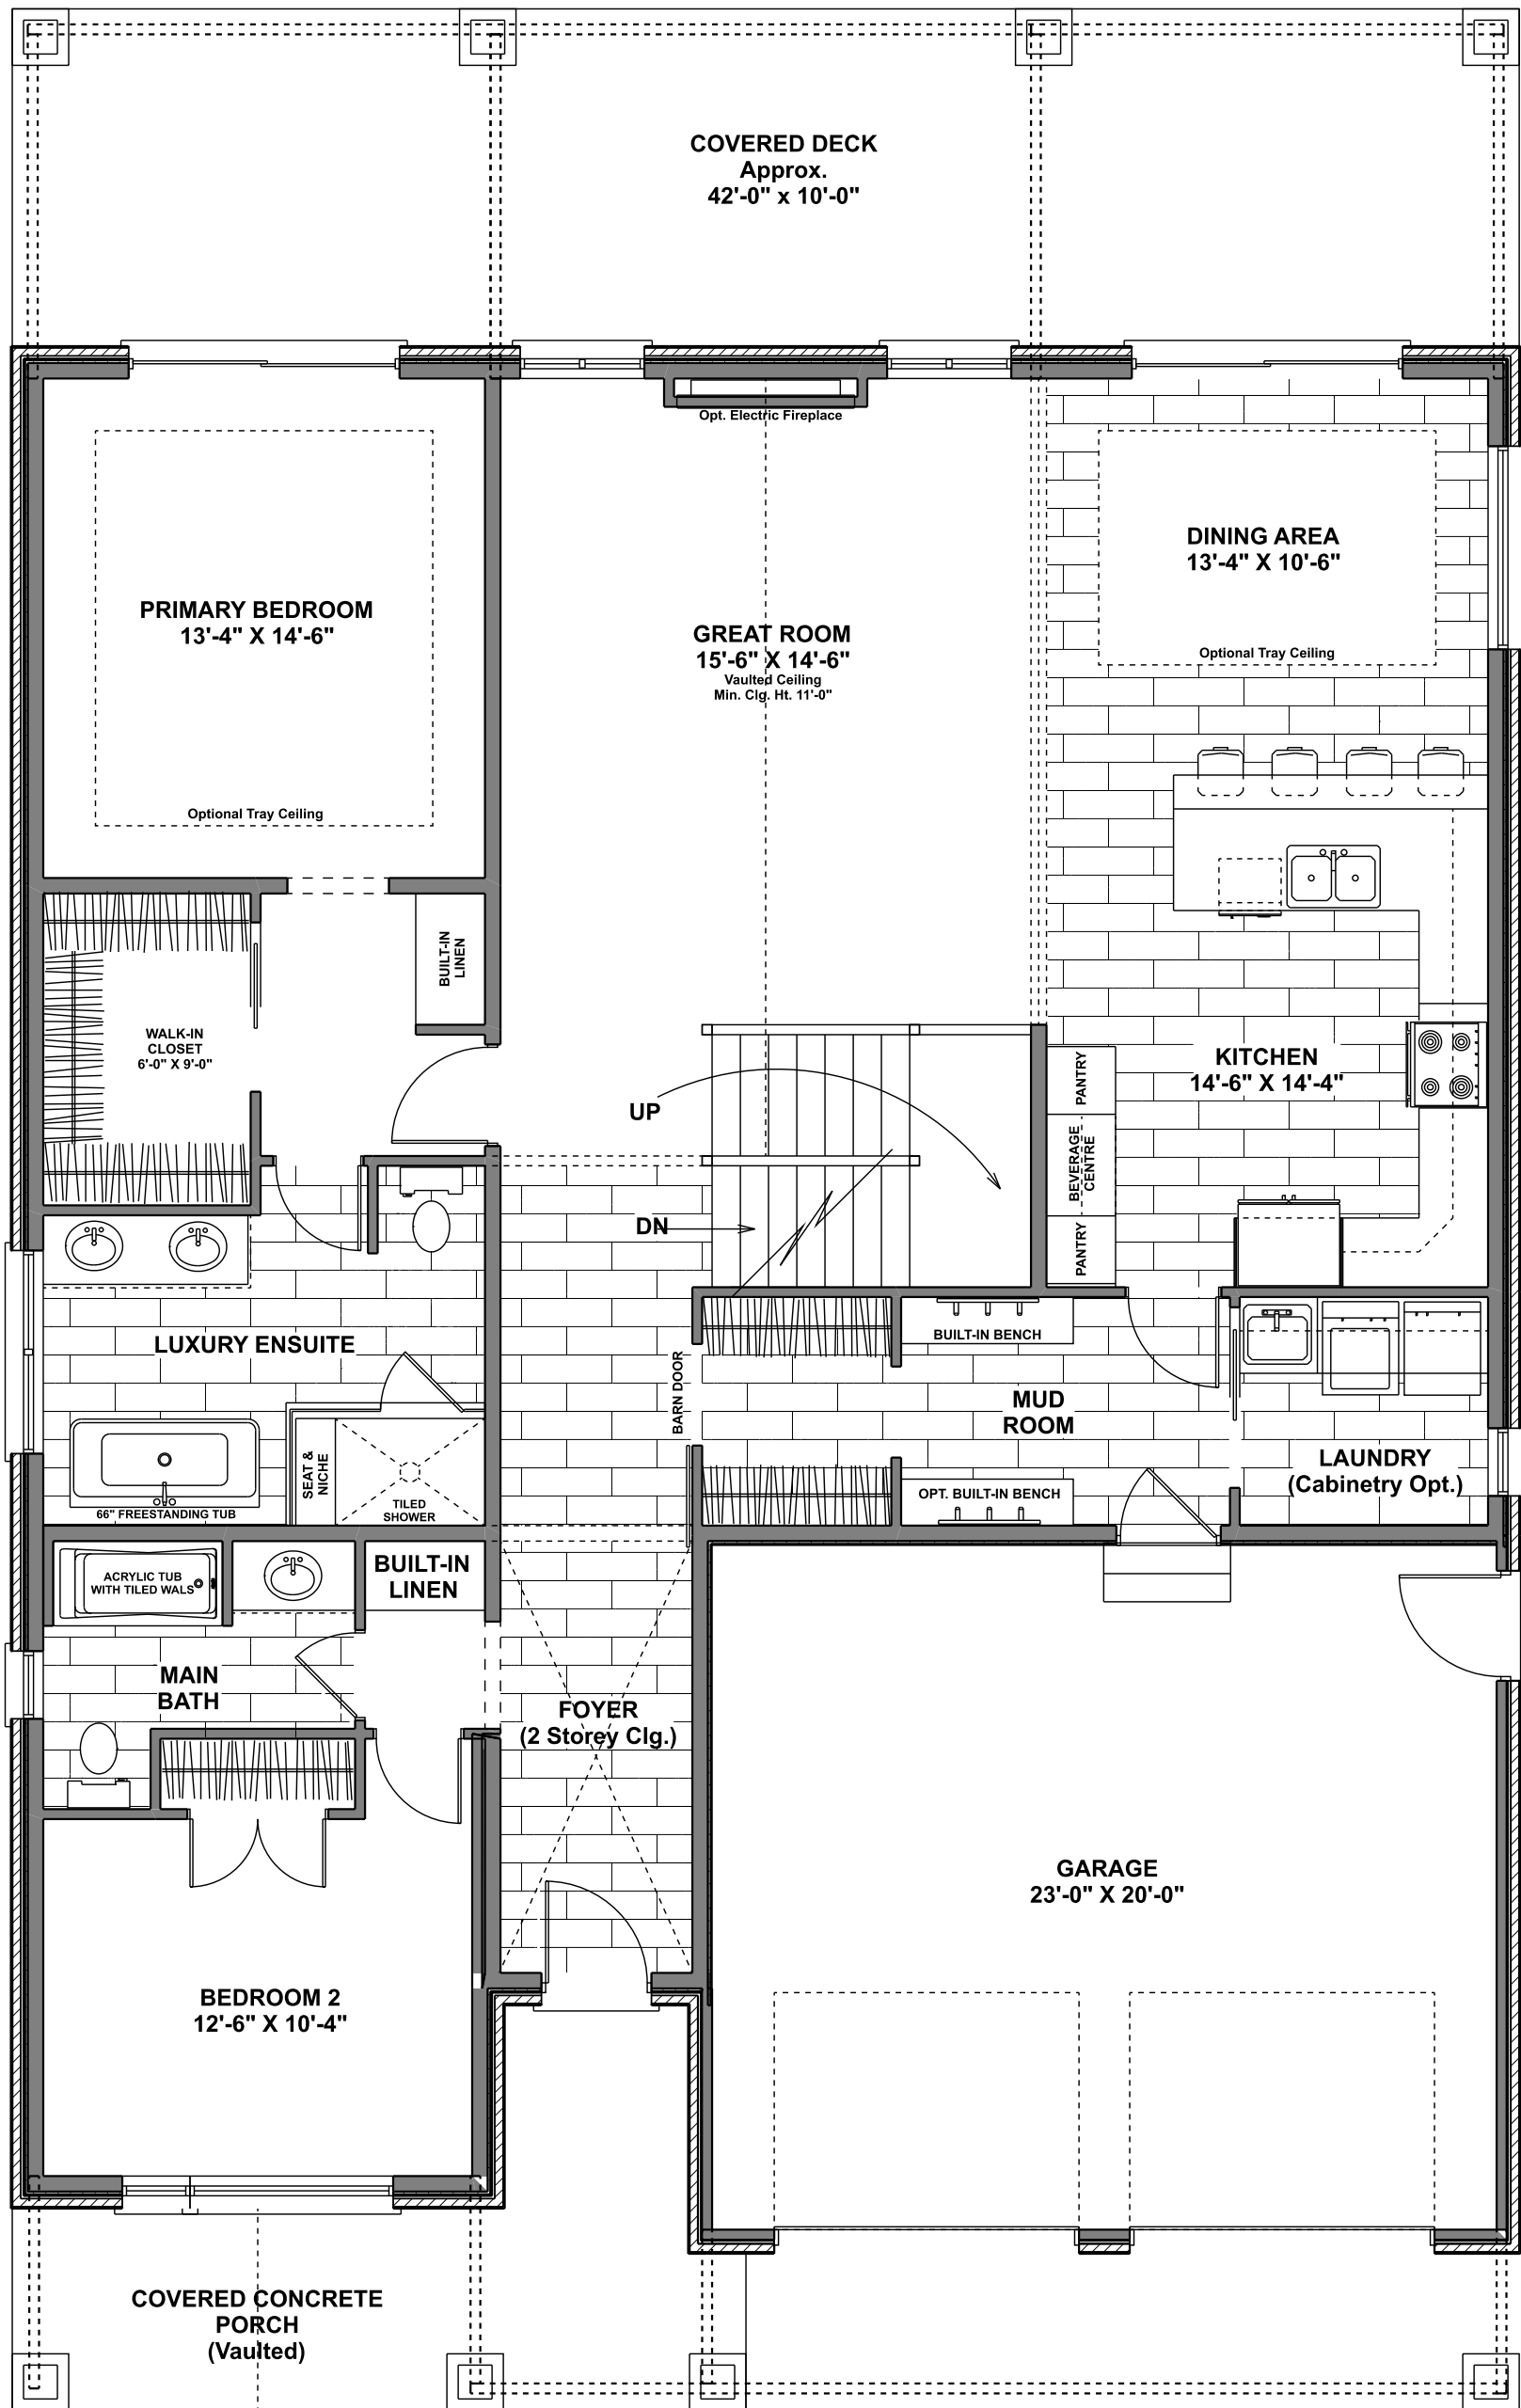 COVERED DECK
Approx.
42'-0" x 10'-0"
Opt. Electric Fireplace
DINING AREA
13'-4" X 10'-6"
Optional Tray Ceiling
PRIMARY BEDROOM
13'-4" X 14'-6"
Optional Tray Ceiling
GREAT ROOM
15'-6" X 14'-6"
Vaulted Ceiling
Min. Clg. Ht. 11'-0"
BUILT-IN
LINEN
WALK-IN
CLOSET
6'-0" X 9'-0"
UP
DN
PANTRY
BEVERAGE
CENTRE
PANTRY
KITCHEN
14'-6" X 14'-4"
LUXURY ENSUITE
66" FREESTANDING TUB
SEAT &
NICHE
TILED
SHOWER
BARN DOOR
BUILT-IN BENCH
MUD
ROOM
OPT. BUILT-IN BENCH
LAUNDRY
(Cabinetry Opt.)
ACRYLIC TUB
WITH TILED WALS
BUILT-IN
LINEN
MAIN
BATH
FOYER
(2 Storey Clg.)
GARAGE
23'-0" X 20'-0"
BEDROOM 2
12'-6" X 10'-4"
COVERED CONCRETE
PORCH
(Vaulted)